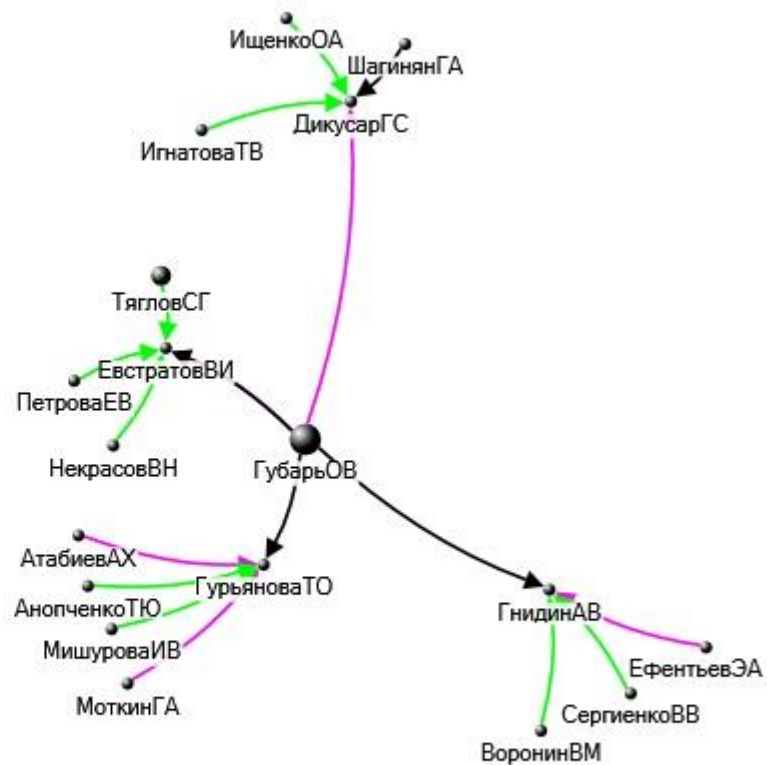 ИщенкоОА
ШагинянГА
ДикусарГС
ИгнатоваТВ
ТягловСГ
ЕвстратовВИ
ПетроваЕВ
НекрасовВН
ГубарьОВ
АтабиевАХ
ГурьяноваТО
АнопченкоТЮ
ГнидинАВ
МишуроваИВ
ЕфентьевЭА
МоткинГА
СергиенкоВВ
ВоронинВМ